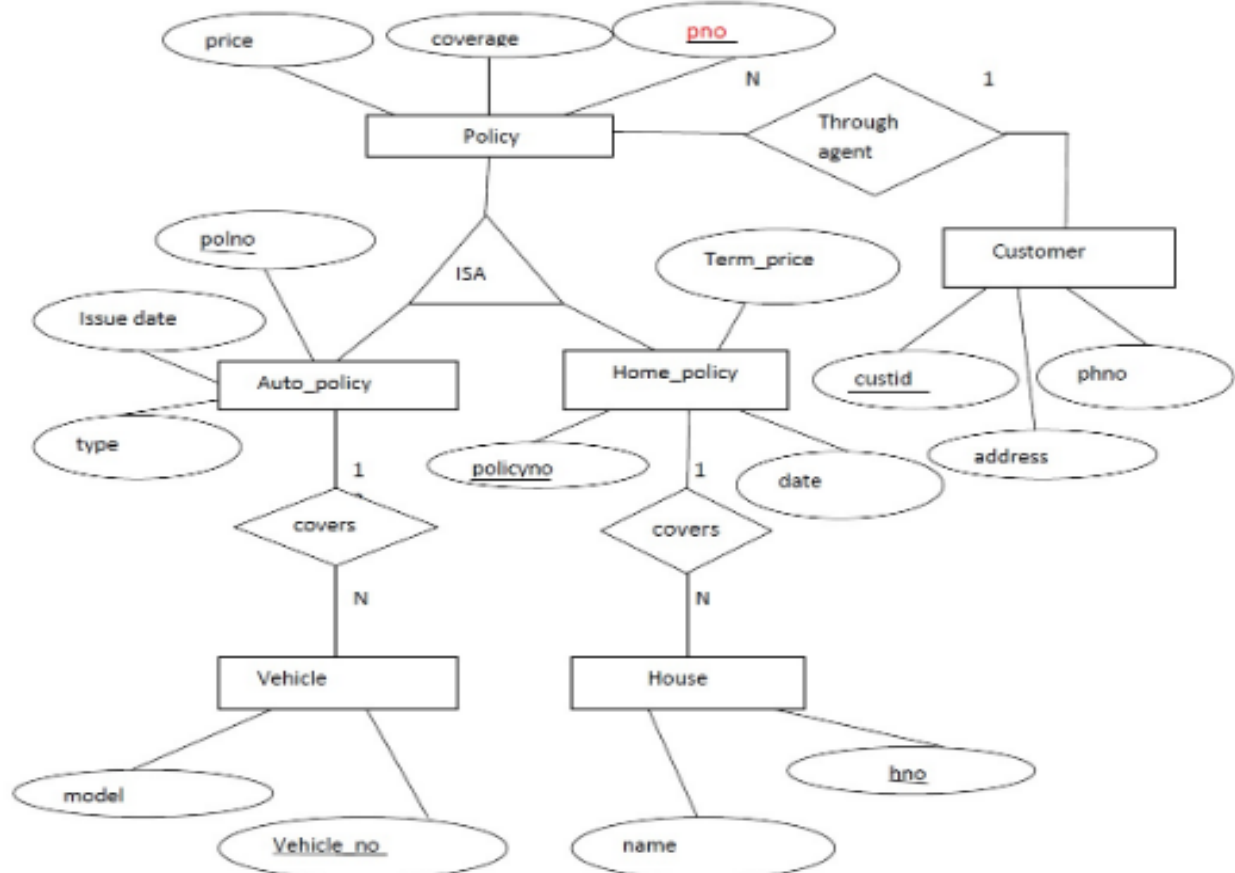 price
coverage
pno
N
1
Policy
Through
agent
polno
ISA
Term_price
Customer
Issue date
Auto_policy
Home_policy
custid
phno
type
policyno
date
address
1
1
covers
covers
N
N
Vehicle
House
model
Vehicle_no
name
hno